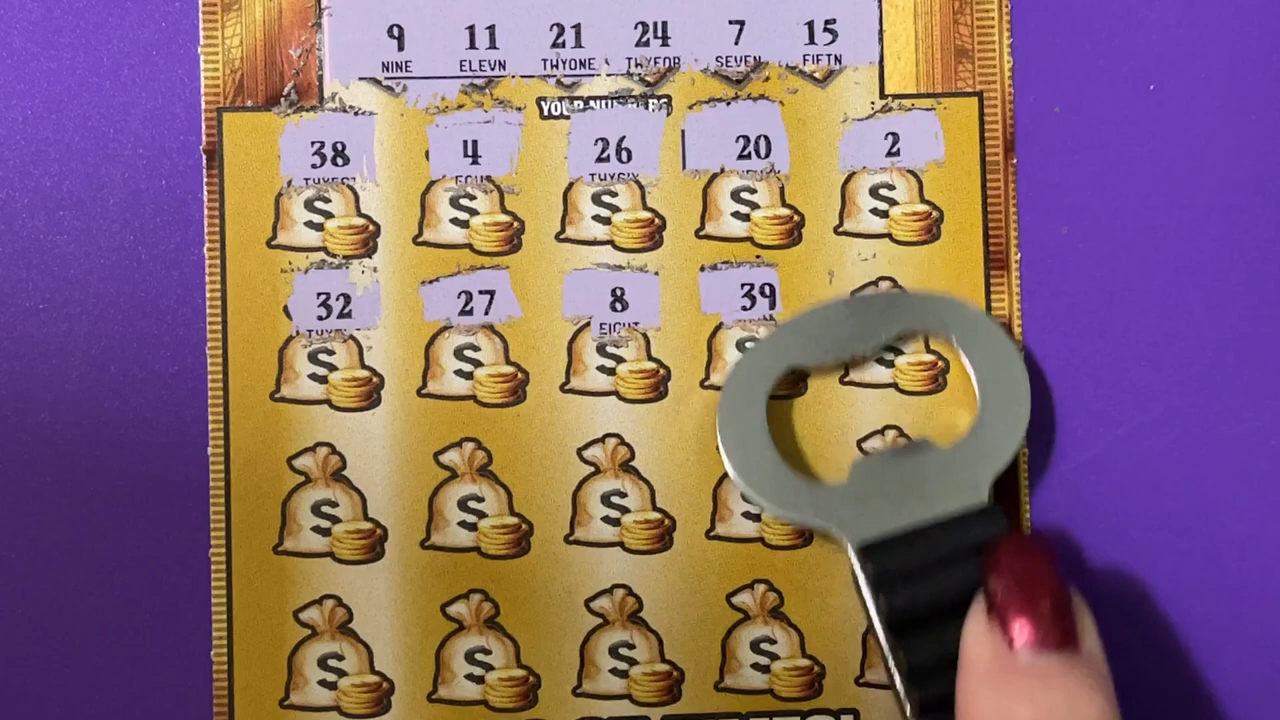 9 11 21 24 7 15
NINE ELEVN TWYONE TWYFOR SEVEN FIFTN
YOUR NUMBERS
38 4 26 20 2
32 27 8 39
EIGHT